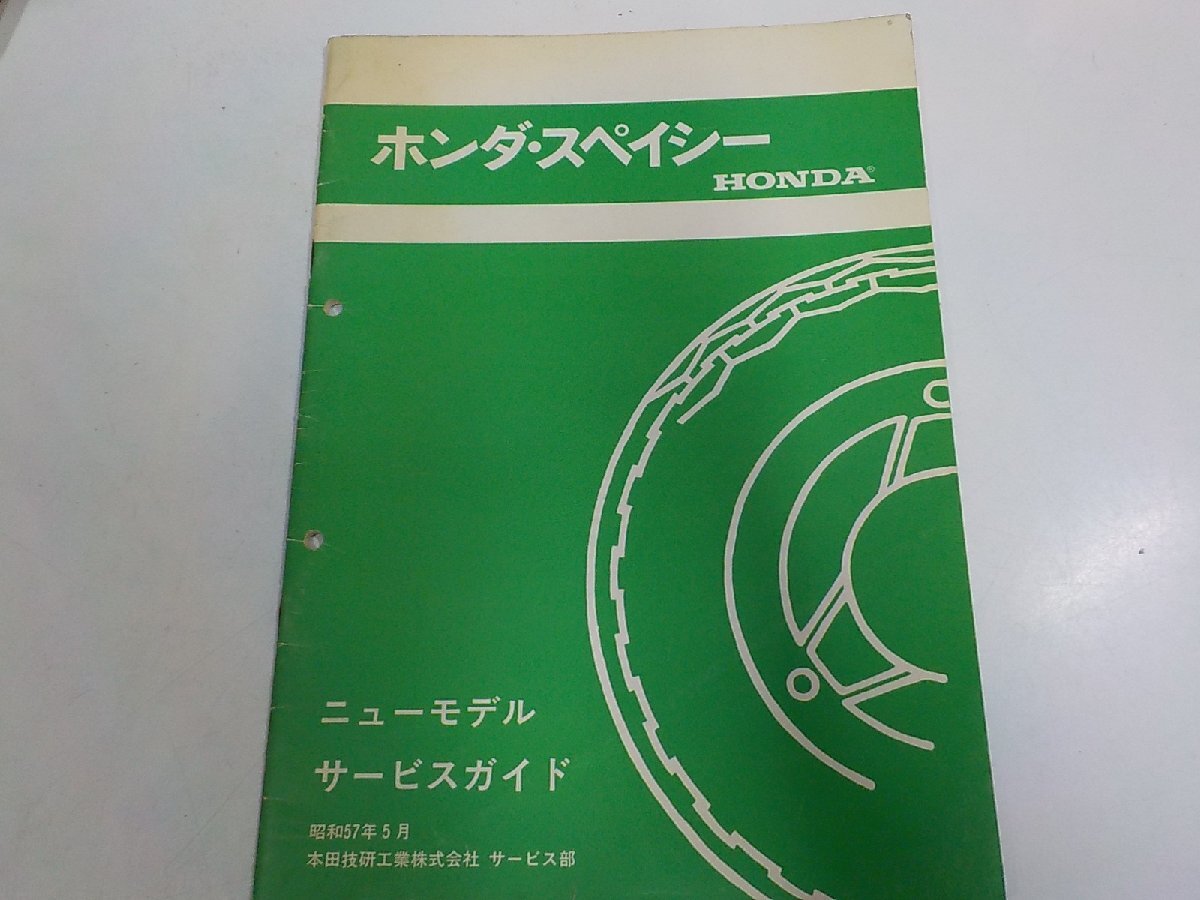 ホンダ・スペイシー
HONDA®
ニューモデル
サービスガイド
昭和57年5月
本田技研工業株式会社 サービス部